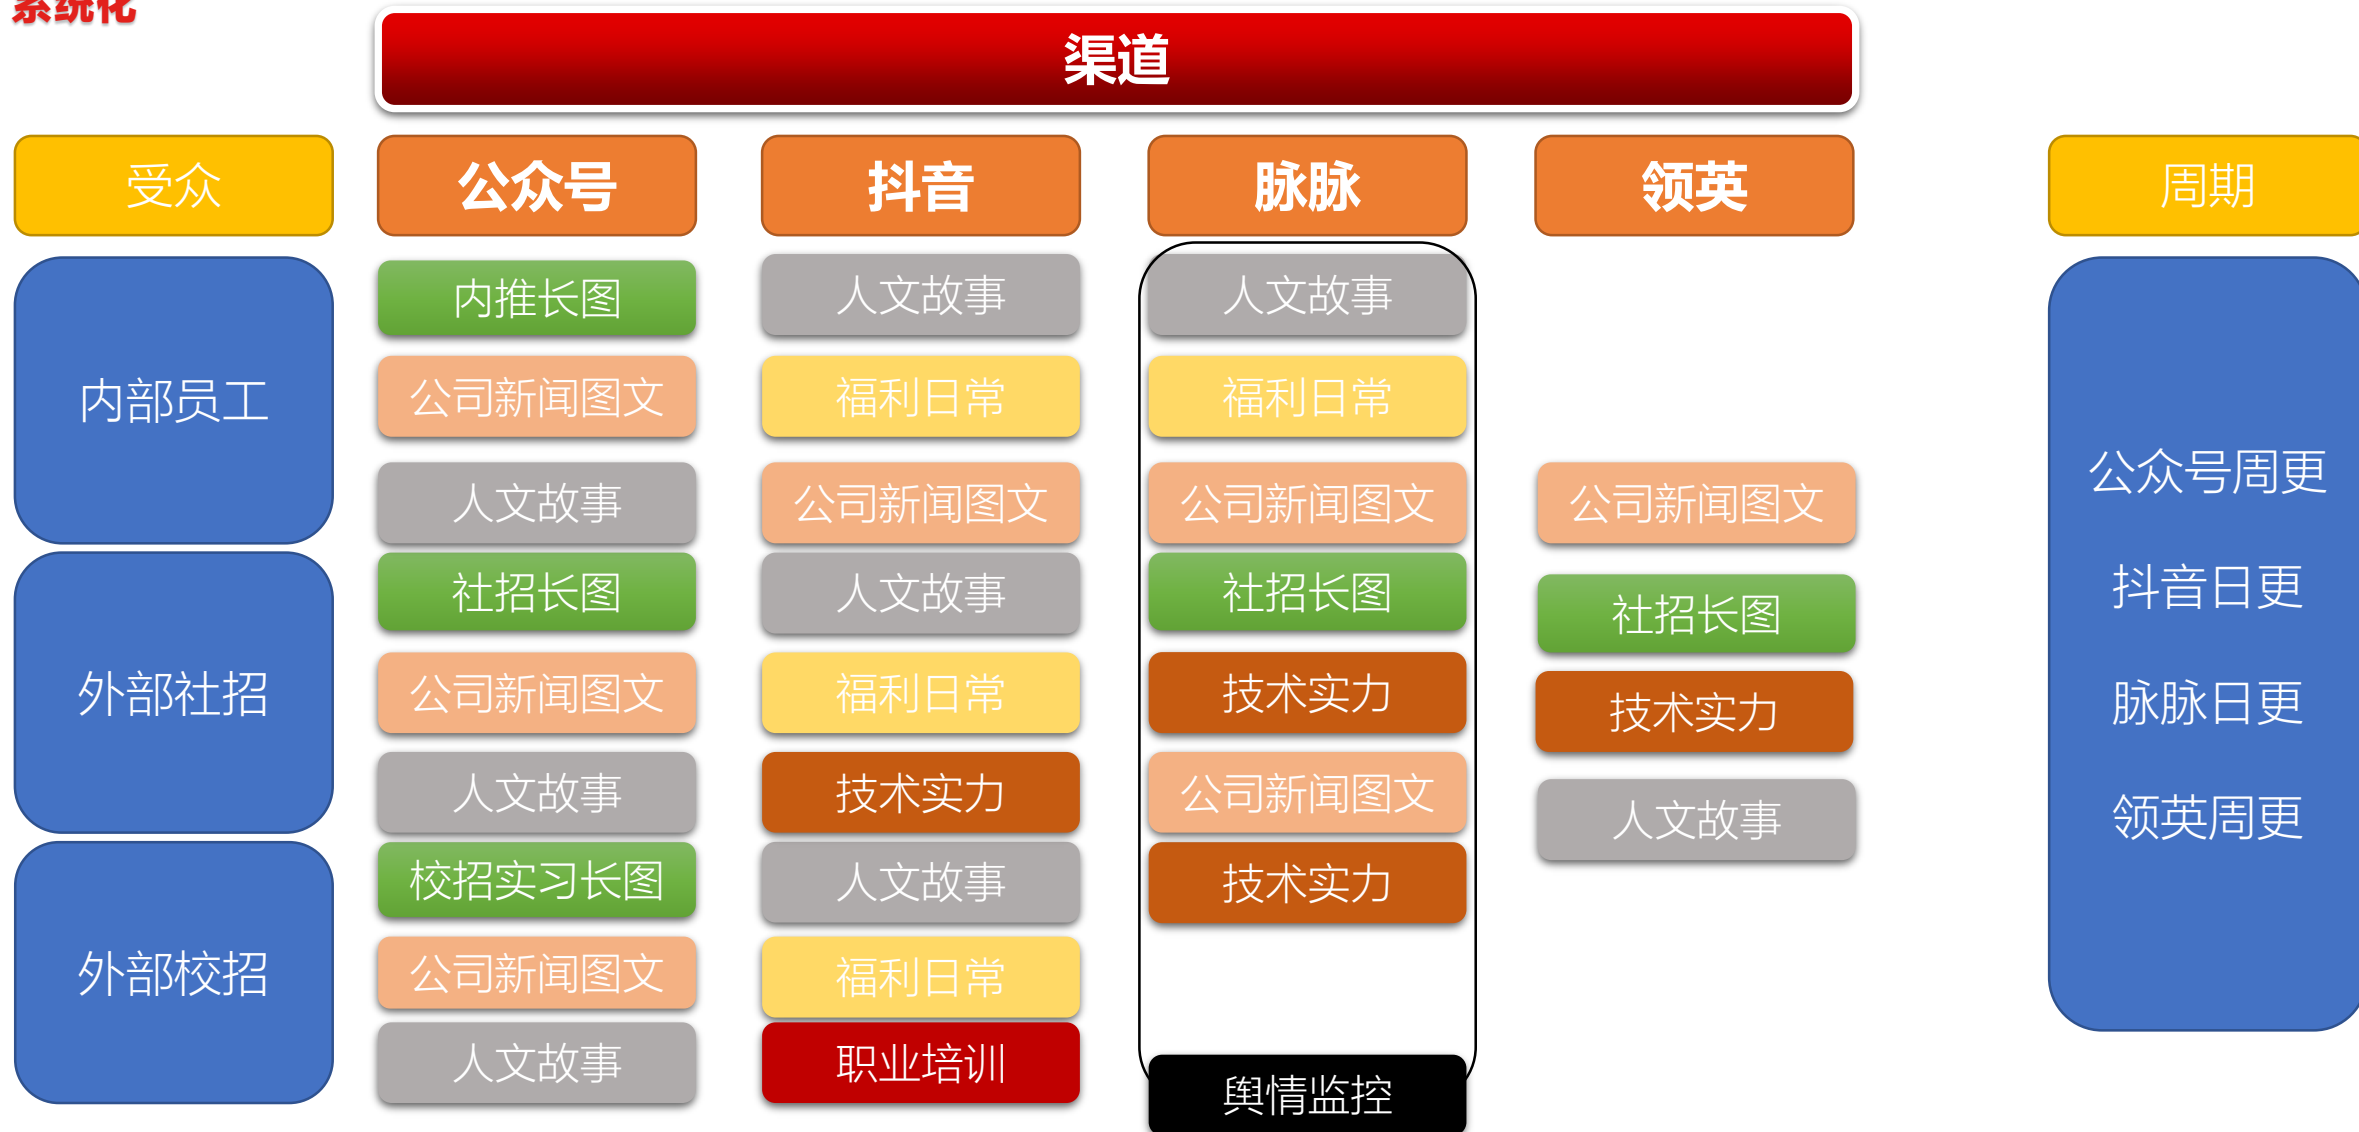 系统化
渠道
受众
公众号
抖音
脉脉
领英
周期
内部员工
内推长图
人文故事
人文故事
公司新闻图文
福利日常
福利日常
人文故事
公司新闻图文
公司新闻图文
公司新闻图文
外部社招
社招长图
人文故事
社招长图
社招长图
公司新闻图文
福利日常
技术实力
技术实力
人文故事
技术实力
公司新闻图文
人文故事
外部校招
校招实习长图
人文故事
技术实力
公司新闻图文
福利日常
人文故事
职业培训
舆情监控
公众号周更
抖音日更
脉脉日更
领英周更